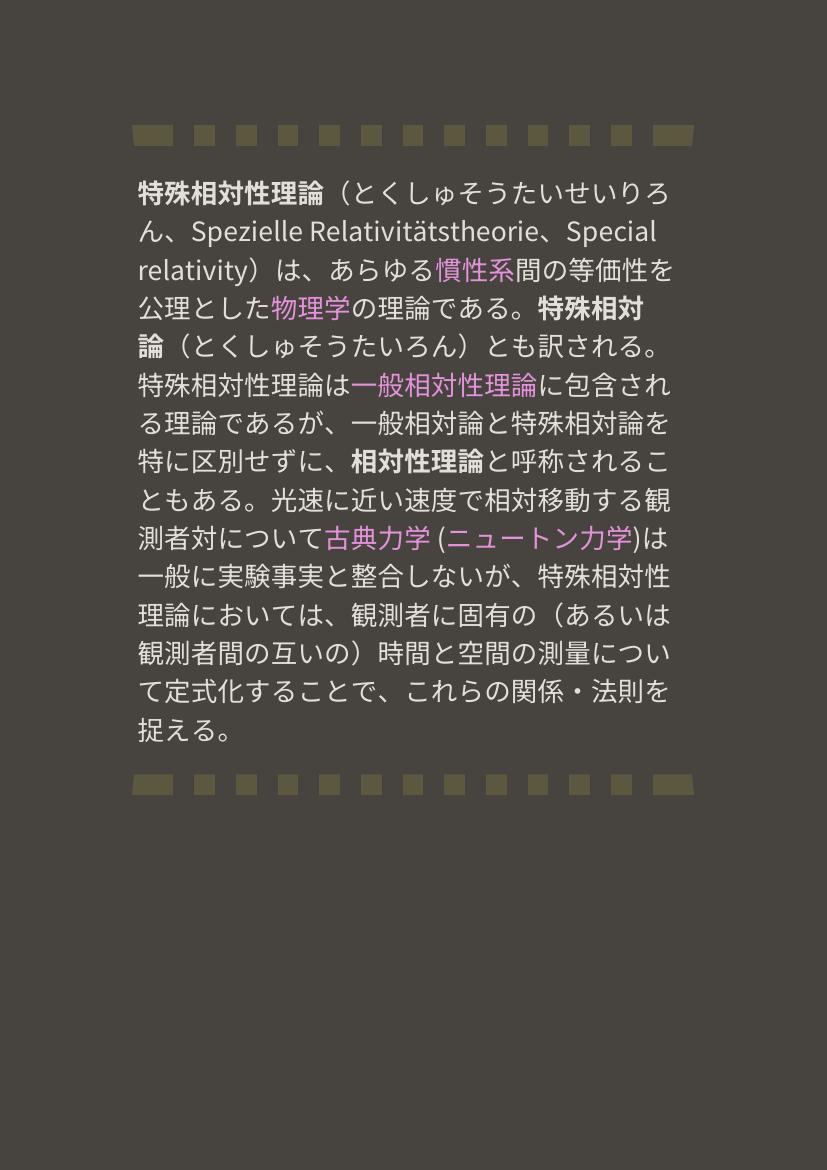 特殊相対性理論（とくしゅそうたいせいりろ
ん、Spezielle Relativitätstheorie、Special
relativity）は、あらゆる慣性系間の等価性を
公理とした物理学の理論である。特殊相対
論（とくしゅそうたいろん）とも訳される。
特殊相対性理論は一般相対性理論に包含され
る理論であるが、一般相対論と特殊相対論を
特に区別せずに、相対性理論と呼称されるこ
ともある。光速に近い速度で相対移動する観
測者対について古典力学 (ニュートン力学)は
一般に実験事実と整合しないが、特殊相対性
理論においては、観測者に固有の（あるいは
観測者間の互いの）時間と空間の測量につい
て定式化することで、これらの関係・法則を
捉える。